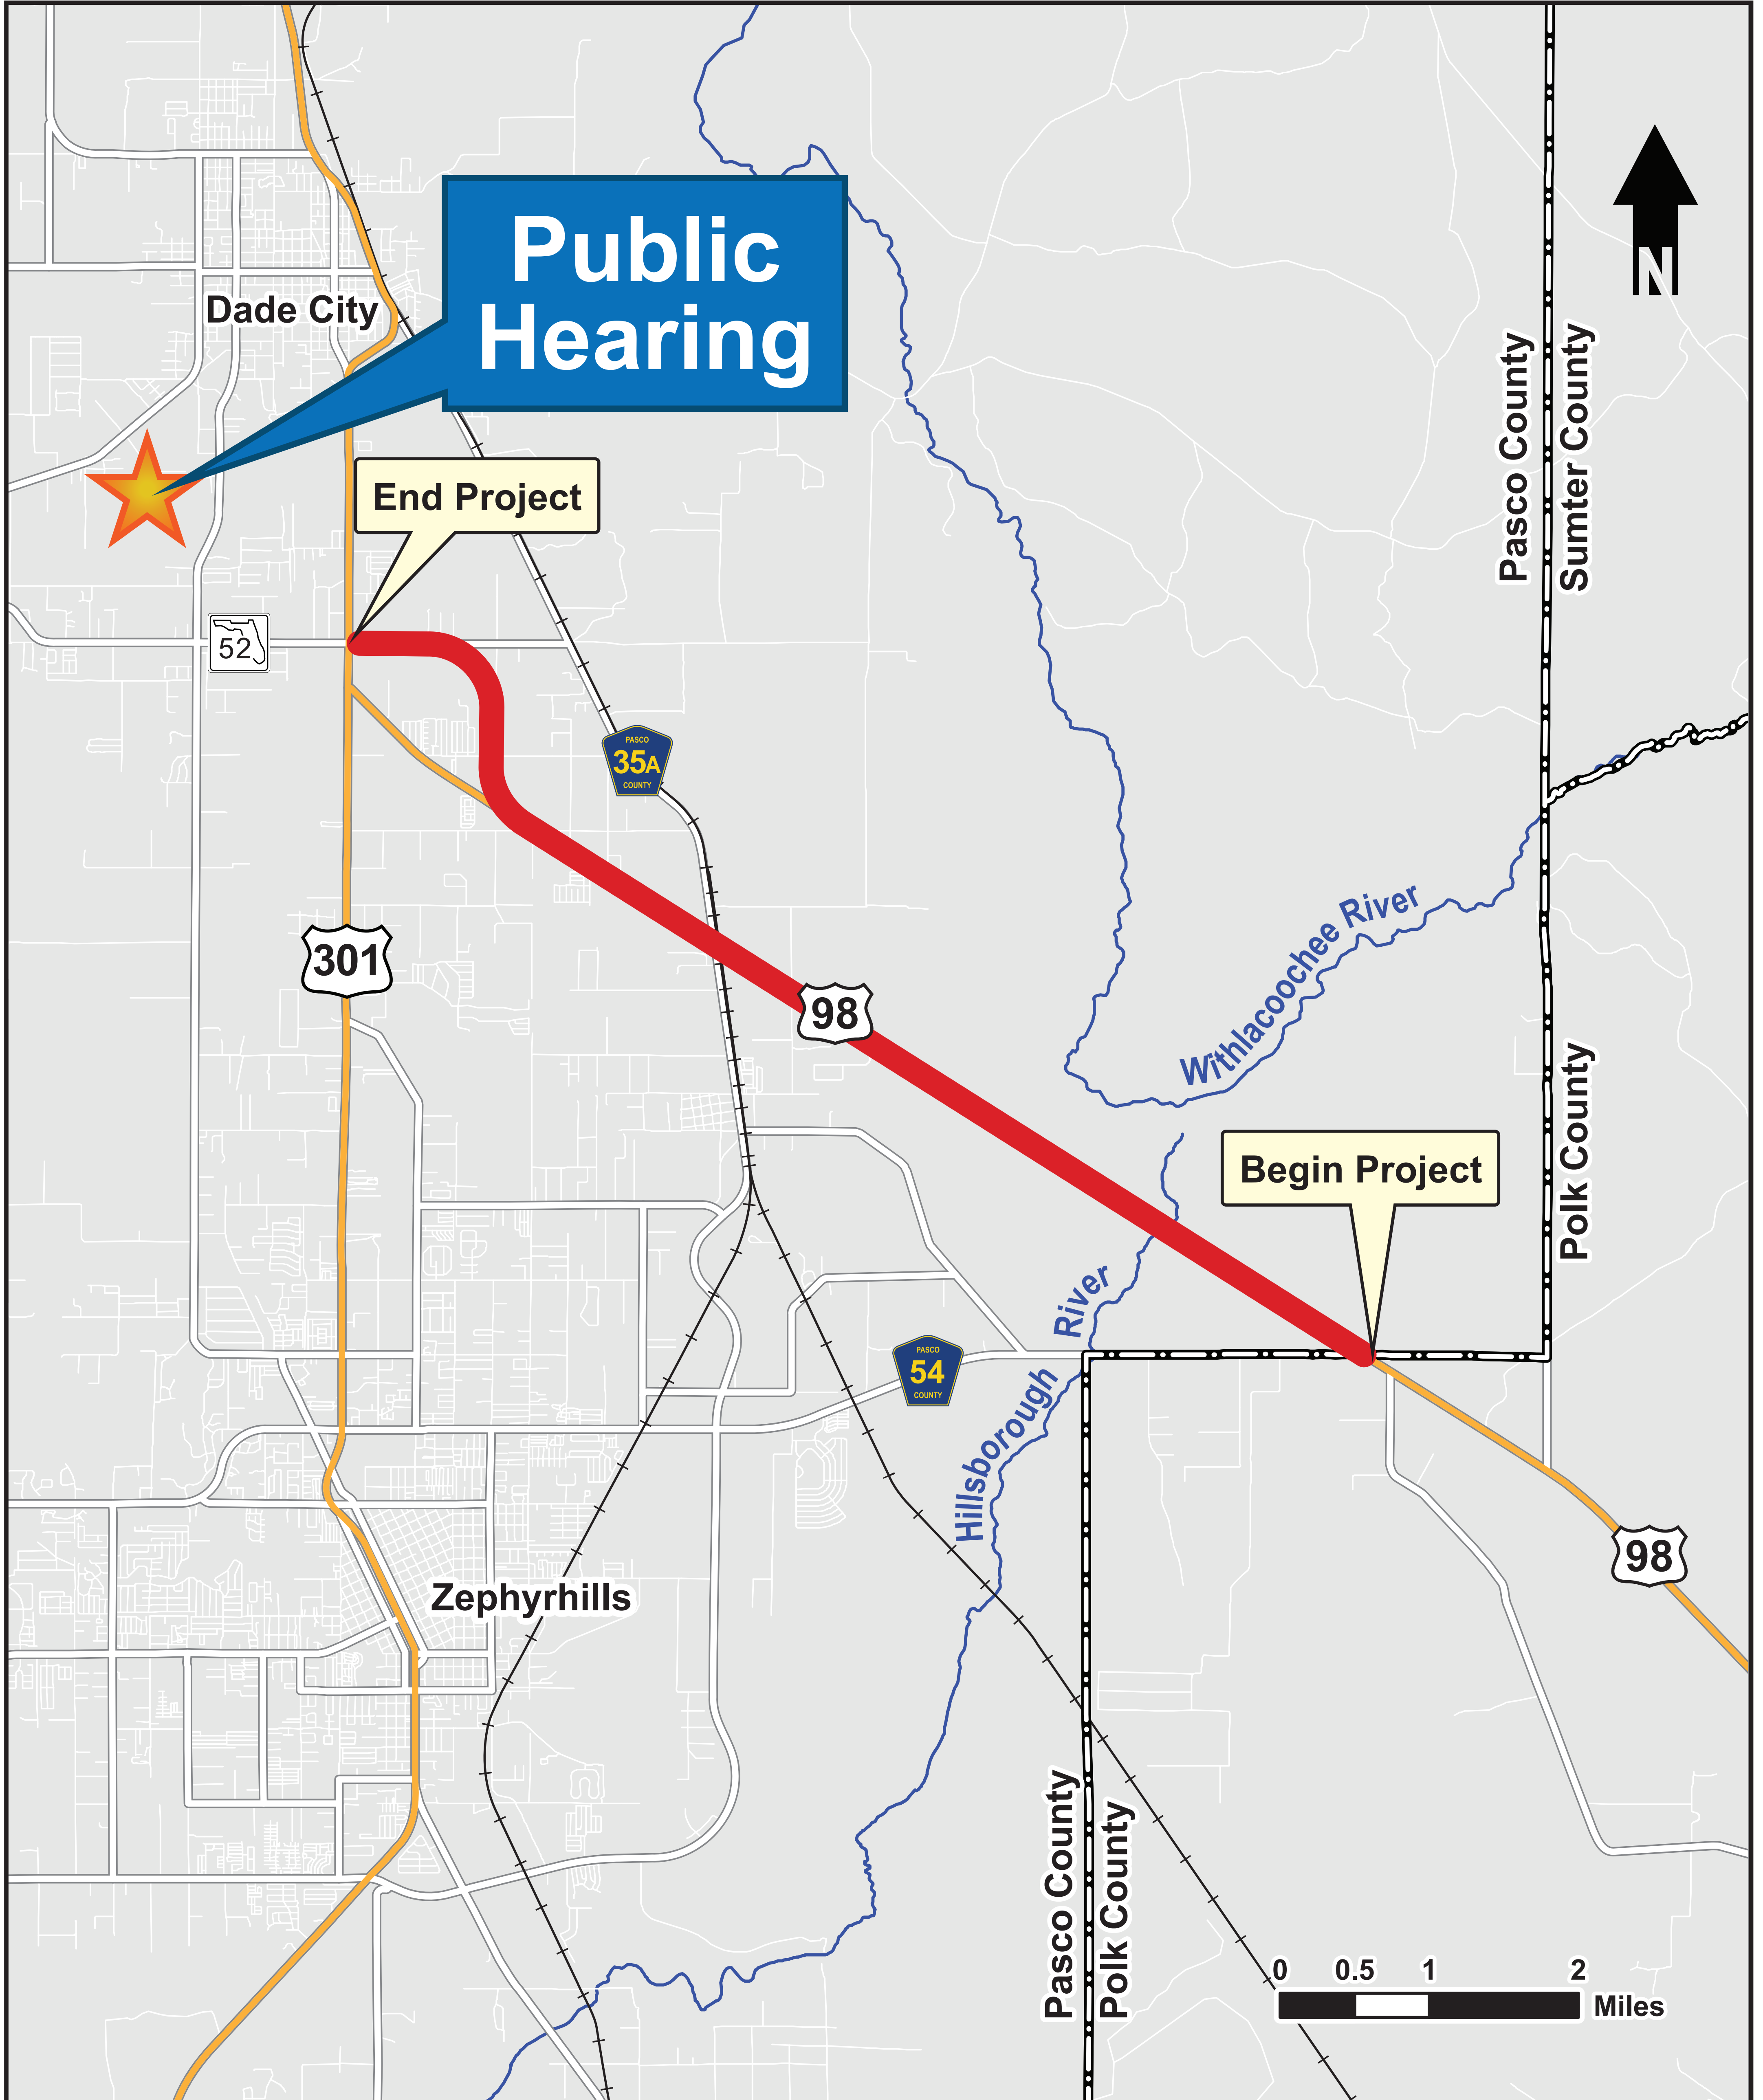 Public
Hearing
N
Dade City
Pasco County
Sumter County
End Project
52
PASCO
35A
COUNTY
Withlacoochee River
301
98
Polk County
Begin Project
Hillsborough River
PASCO
54
COUNTY
98
Zephyrhills
Pasco County
Polk County
0 0.5 1 2
Miles